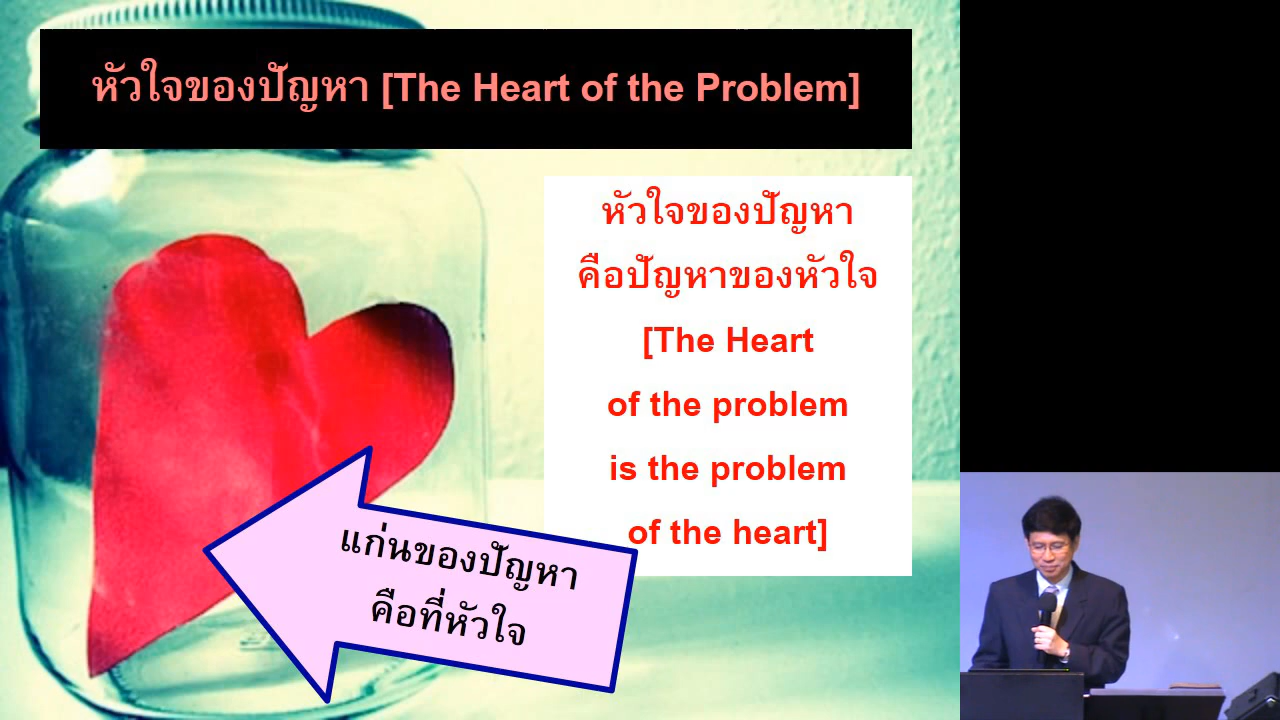 หัวใจของปัญหา [The Heart of the Problem]
หัวใจของปัญหา
คือปัญหาของหัวใจ
[The Heart
of the problem
is the problem
of the heart]
แก่นของปัญหา
คือที่หัวใจ